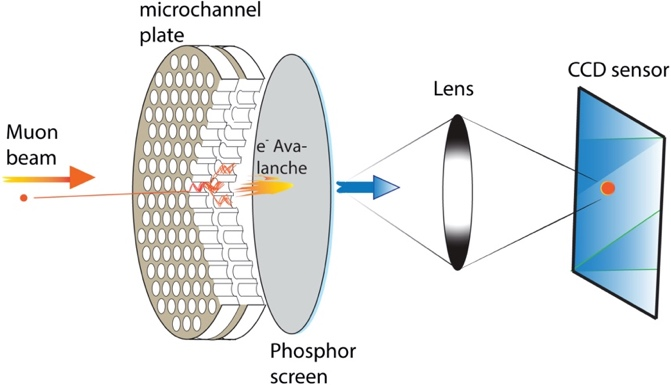 microchannel
plate
Muon
beam
e- Ava-
lanche
Phosphor
screen
Lens
CCD sensor